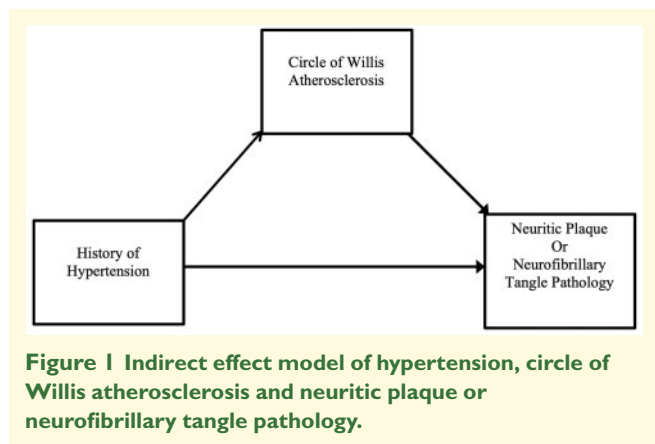 Circle of Willis
Atherosclerosis
History of
Hypertension
Neuritic Plaque
Or
Neurofibrillary
Tangle Pathology
Figure 1 Indirect effect model of hypertension, circle of
Willis atherosclerosis and neuritic plaque or
neurofibrillary tangle pathology.